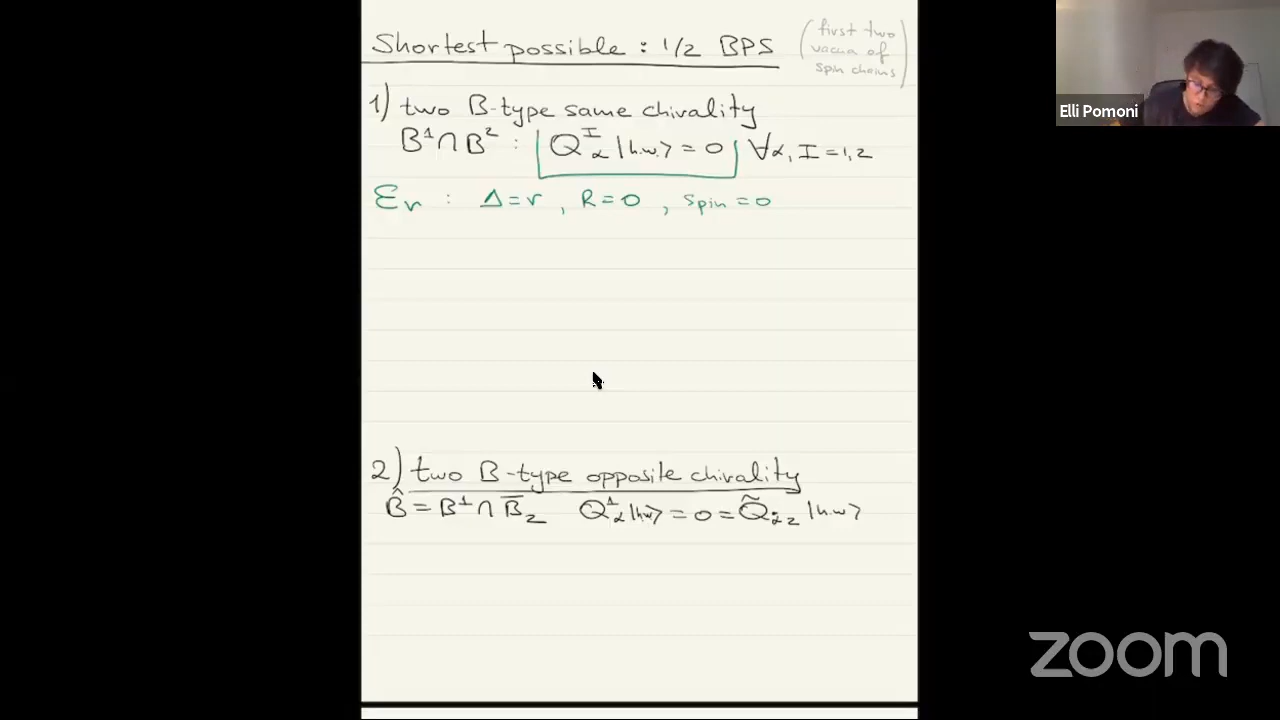 Shortest possible : 1/2 BPS
(first two
vacua of
spin chains)
1) two B-type same chirality
B¹∩B² : Q^I_α |h.w.> = 0 ∀α, I = 1,2
Ɛ_r : Δ=r , R=0 , spin=0
2) two B-type opposite chirality
B̂ = B¹∩B̄_2 Q¹_α|h.w> = 0 = Q̃_α̇2 |h.w>
Elli Pomoni
zoom